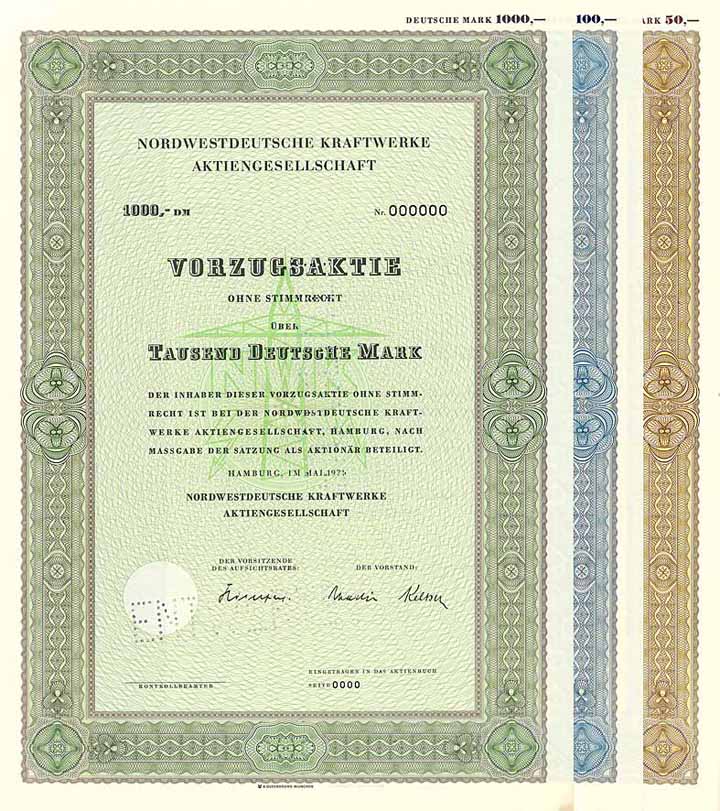 DEUTSCHE MARK 1000,—
100,—
ARK 50,—
NORDWESTDEUTSCHE KRAFTWERKE
AKTIENGESELLSCHAFT
1000,- DM
Nr. 000000
VORZUGSAKTIE
OHNE STIMMRECHT
ÜBER
TAUSEND DEUTSCHE MARK
DER INHABER DIESER VORZUGSAKTIE OHNE STIMM-
RECHT IST BEI DER NORDWESTDEUTSCHE KRAFT-
WERKE AKTIENGESELLSCHAFT, HAMBURG, NACH
MASSGABE DER SATZUNG ALS AKTIONÄR BETEILIGT.
HAMBURG, IM MAI 1975
NORDWESTDEUTSCHE KRAFTWERKE
AKTIENGESELLSCHAFT
DER VORSITZENDE
DES AUFSICHTSRATES:
DER VORSTAND:
EINGETRAGEN IN DAS AKTIENBUCH
KONTROLLBEAMTER
SEITE 0000
NWK